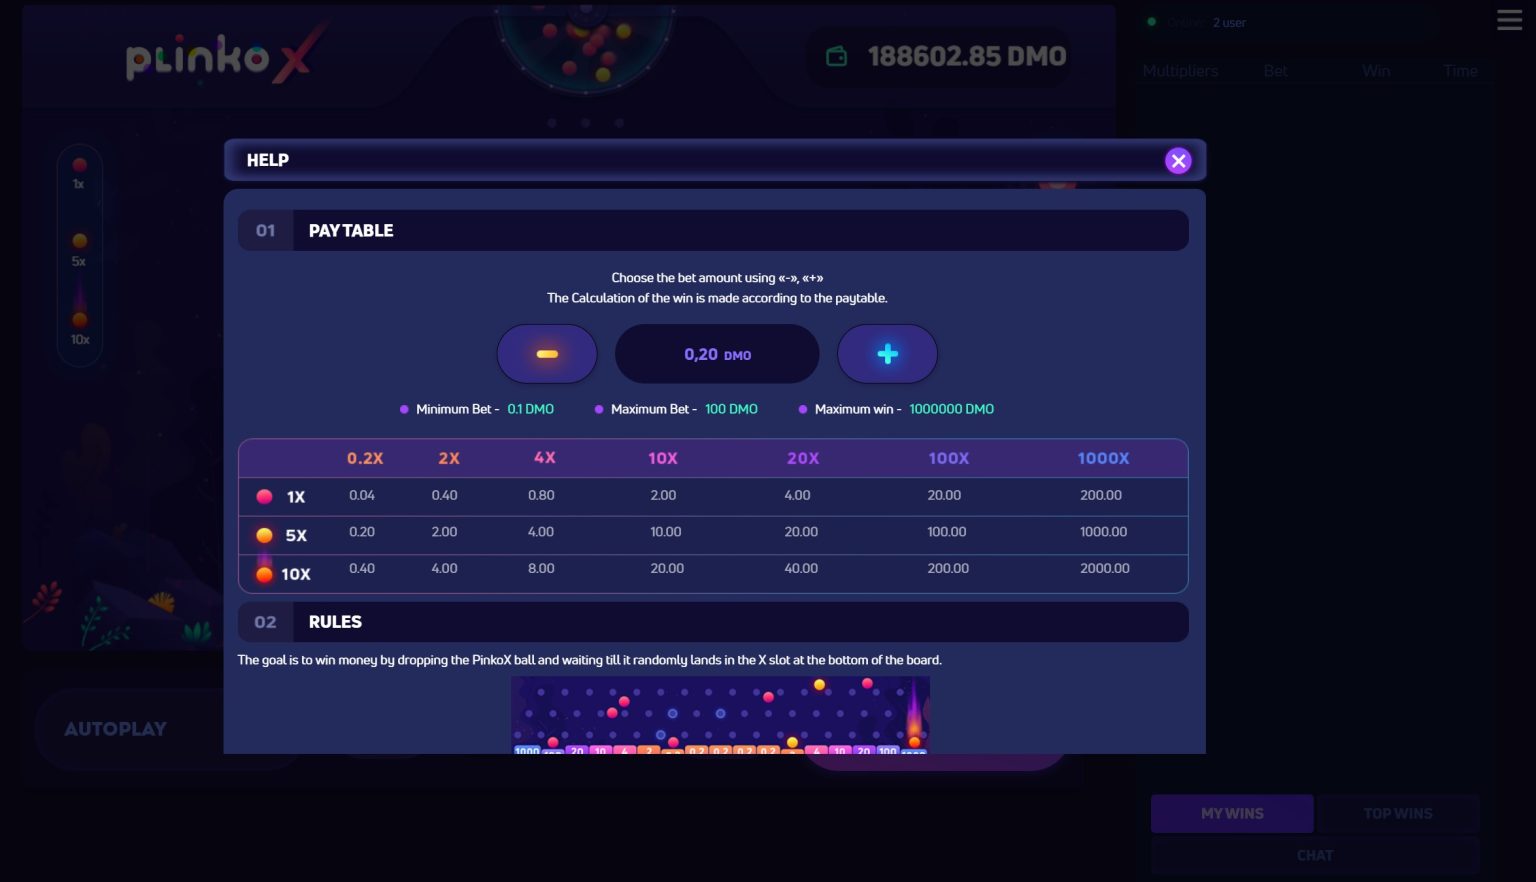 plinko X
188602.85 DMO
Online: 2 user
Multipliers Bet Win Time
1x
5x
10x
HELP
01 PAYTABLE
Choose the bet amount using «-», «+»
The Calculation of the win is made according to the paytable.
0,20 DMO
Minimum Bet - 0.1 DMO Maximum Bet - 100 DMO Maximum win - 1000000 DMO
0.2X 2X 4X 10X 20X 100X 1000X
1X 0.04 0.40 0.80 2.00 4.00 20.00 200.00
5X 0.20 2.00 4.00 10.00 20.00 100.00 1000.00
10X 0.40 4.00 8.00 20.00 40.00 200.00 2000.00
02 RULES
The goal is to win money by dropping the PinkoX ball and waiting till it randomly lands in the X slot at the bottom of the board.
1000 100 20 10 4 2 0.2 0.2 0.2 0.2 0.2 2 4 10 20 100 1000
AUTOPLAY
MY WINS TOP WINS
CHAT